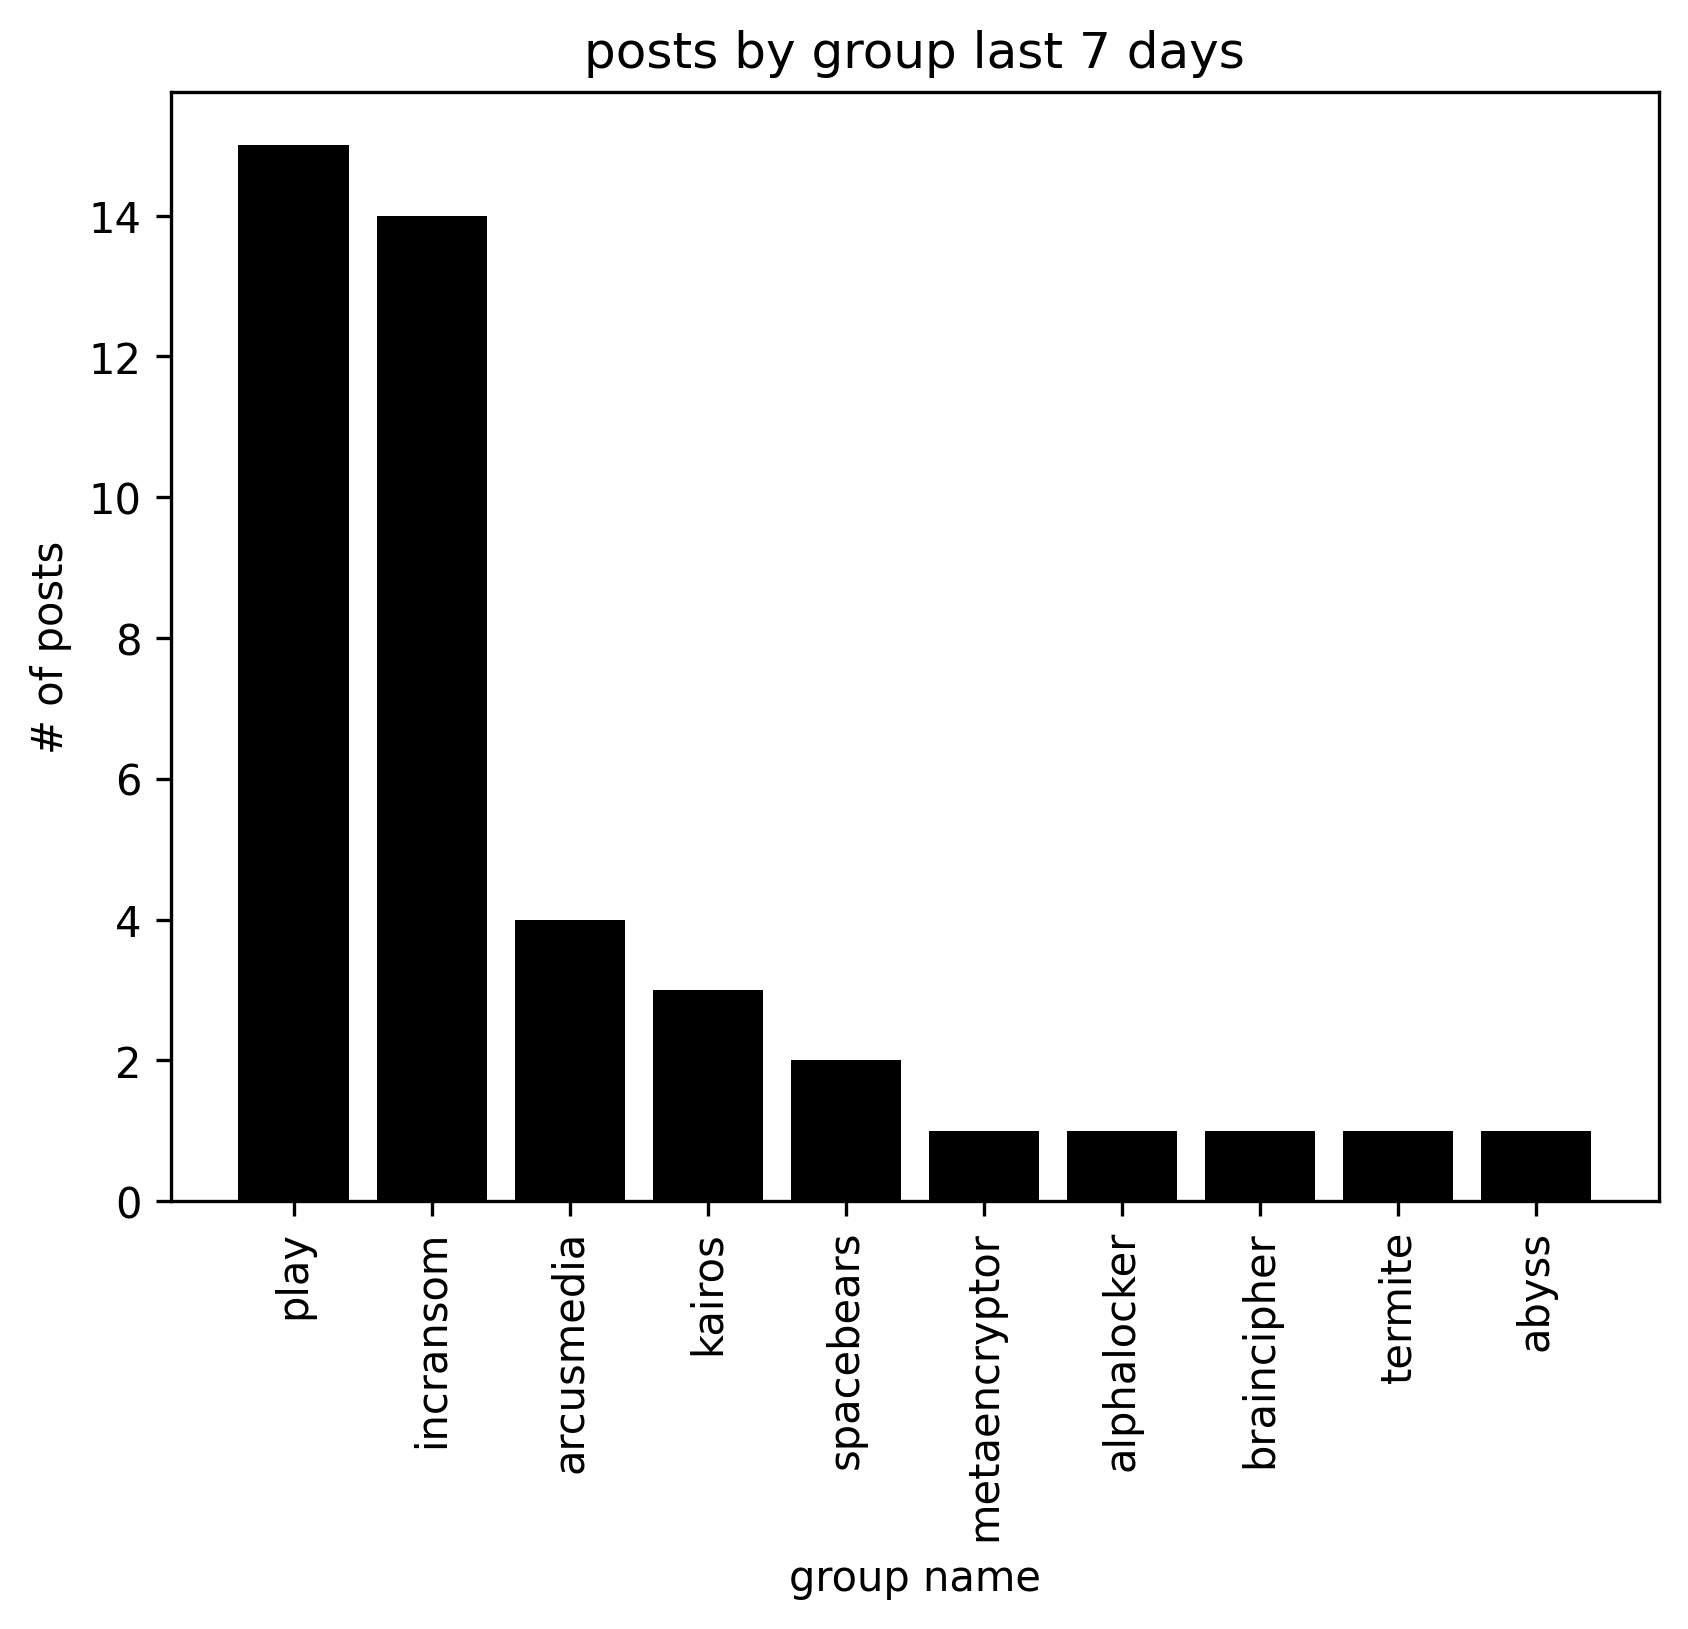 posts by group last 7 days
# of posts
14
12
10
8
6
4
2
0
play
incransom
arcusmedia
kairos
spacebears
metaencryptor
alphalocker
braincipher
termite
abyss
group name